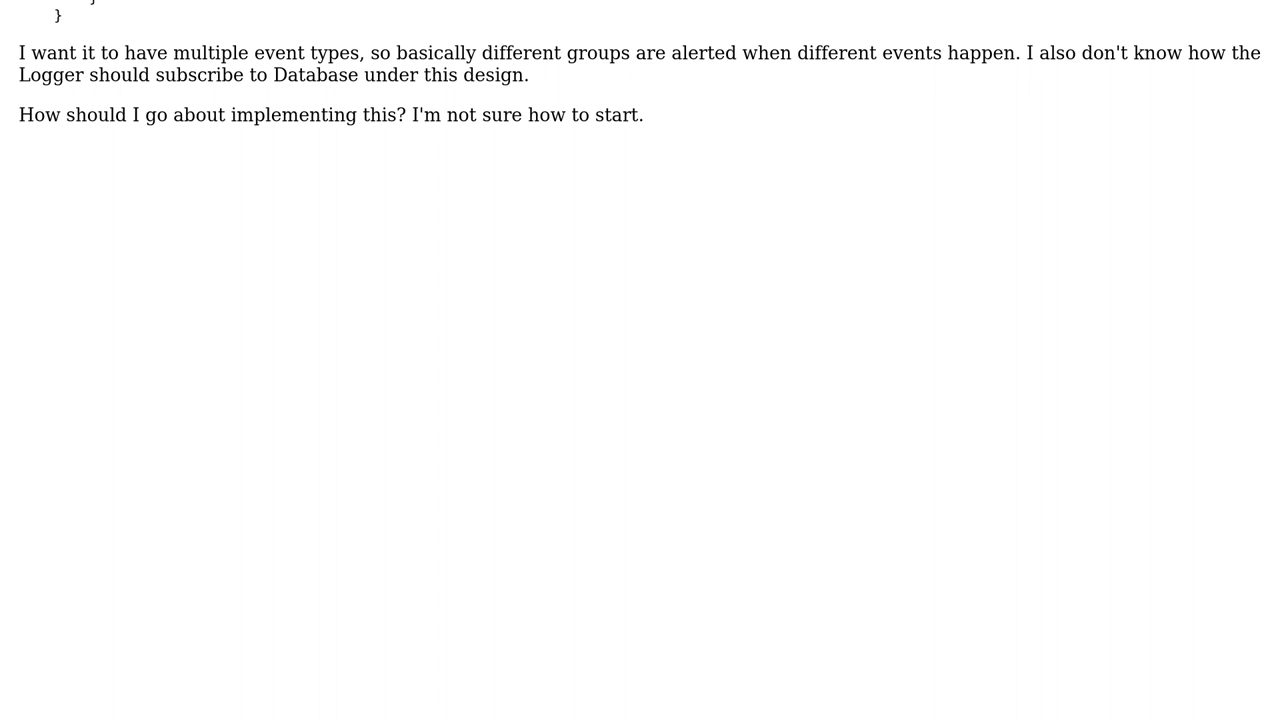 }
}
I want it to have multiple event types, so basically different groups are alerted when different events happen. I also don't know how the
Logger should subscribe to Database under this design.
How should I go about implementing this? I'm not sure how to start.